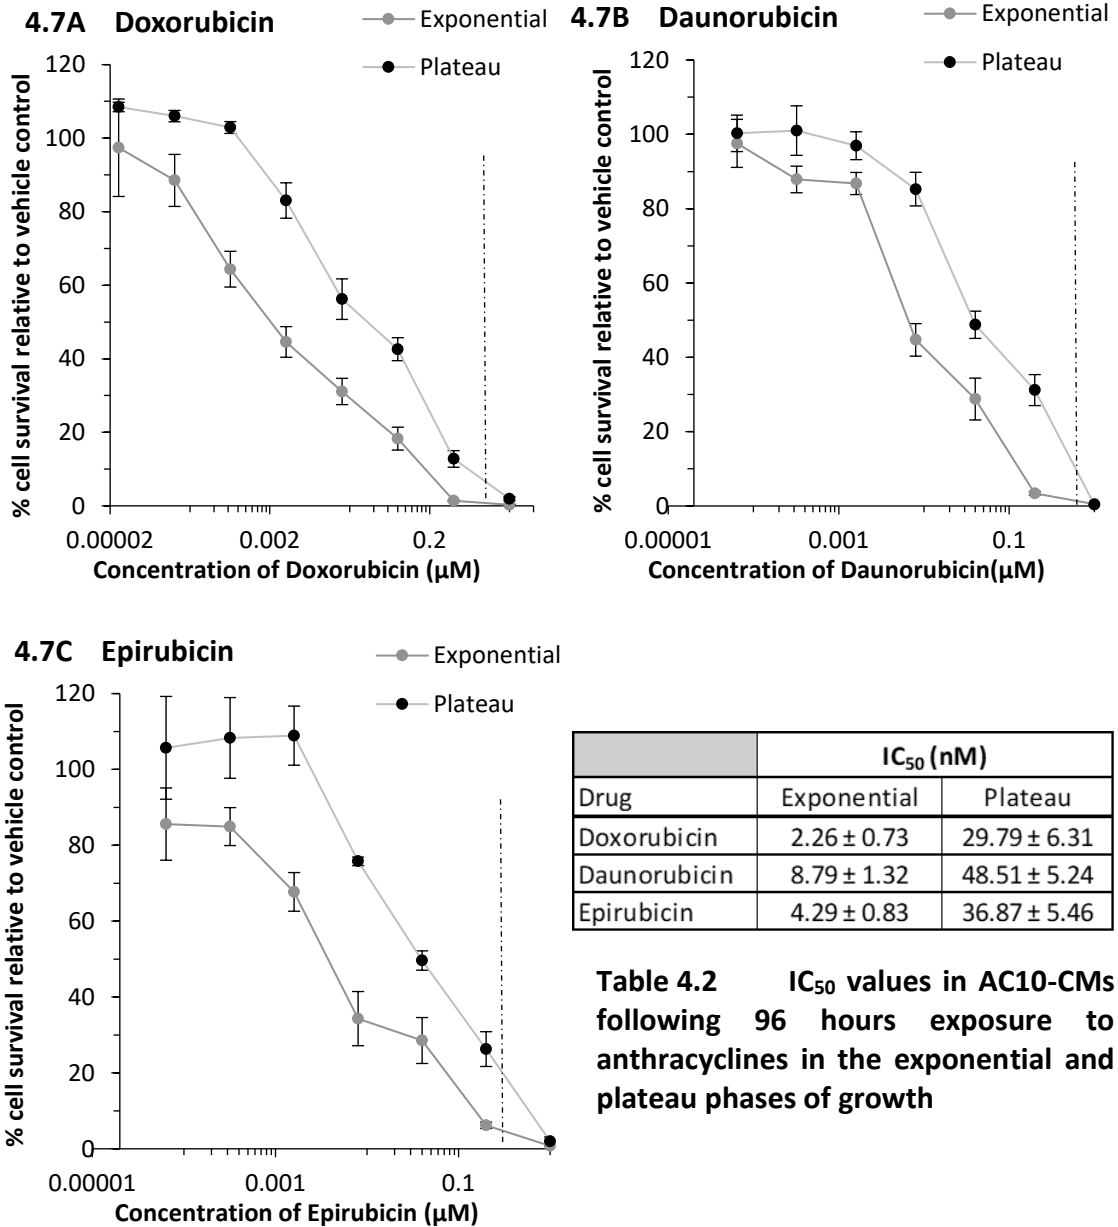 4.7A Doxorubicin
Exponential
Plateau
% cell survival relative to vehicle control
120
100
80
60
40
20
0
0.00002 0.002 0.2
Concentration of Doxorubicin (µM)
4.7B Daunorubicin
Exponential
Plateau
% cell survival relative to vehicle control
120
100
80
60
40
20
0
0.00001 0.001 0.1
Concentration of Daunorubicin(µM)
4.7C Epirubicin
Exponential
Plateau
% cell survival relative to vehicle control
120
100
80
60
40
20
0
0.00001 0.001 0.1
Concentration of Epirubicin (µM)
IC₅₀ (nM)
Drug Exponential Plateau
Doxorubicin 2.26 ± 0.73 29.79 ± 6.31
Daunorubicin 8.79 ± 1.32 48.51 ± 5.24
Epirubicin 4.29 ± 0.83 36.87 ± 5.46
Table 4.2 IC₅₀ values in AC10-CMs
following 96 hours exposure to
anthracyclines in the exponential and
plateau phases of growth